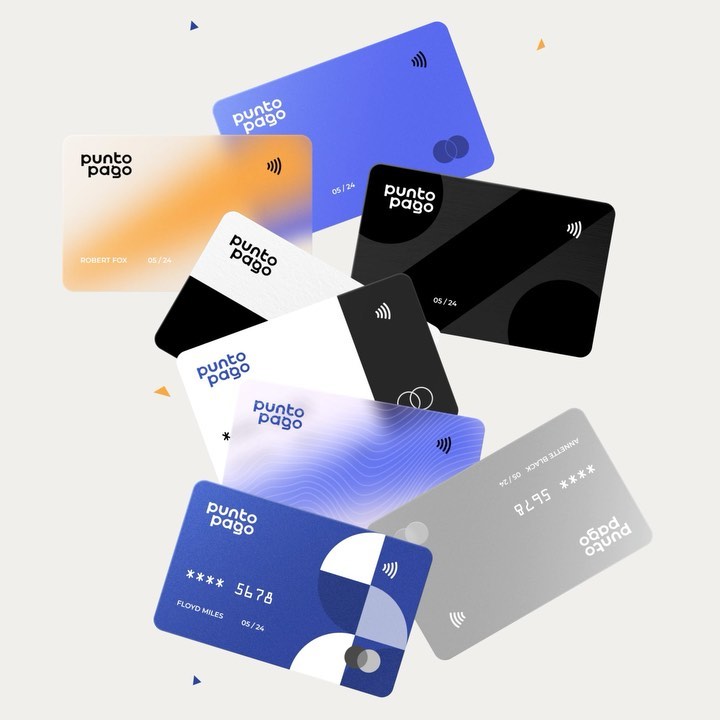 punto
pago
05 / 24
punto
pago
ROBERT FOX 05 / 24
punto
pago
05 / 24
punto
pago
punto
pago
*
punto
pago
ANNETTE BLACK 05 / 24
**** 5678
punto
pago
punto
pago
**** 5678
FLOYD MILES 05 / 24